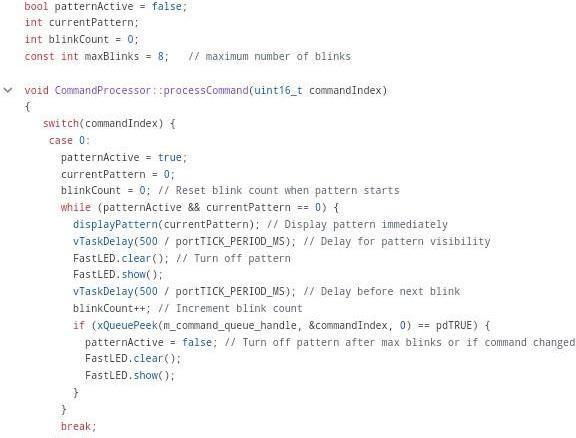 bool patternActive = false;
int currentPattern;
int blinkCount = 0;
const int maxBlinks = 8;   // maximum number of blinks

void CommandProcessor::processCommand(uint16_t commandIndex)
{
   switch(commandIndex) {
    case 0:
      patternActive = true;
      currentPattern = 0;
      blinkCount = 0; // Reset blink count when pattern starts
      while (patternActive && currentPattern == 0) {
        displayPattern(currentPattern); // Display pattern immediately
        vTaskDelay(500 / portTICK_PERIOD_MS); // Delay for pattern visibility
        FastLED.clear(); // Turn off pattern
        FastLED.show();
        vTaskDelay(500 / portTICK_PERIOD_MS); // Delay before next blink
        blinkCount++; // Increment blink count
        if (xQueuePeek(m_command_queue_handle, &commandIndex, 0) == pdTRUE) {
          patternActive = false; // Turn off pattern after max blinks or if command changed
          FastLED.clear();
          FastLED.show();
        }
      }
      break;